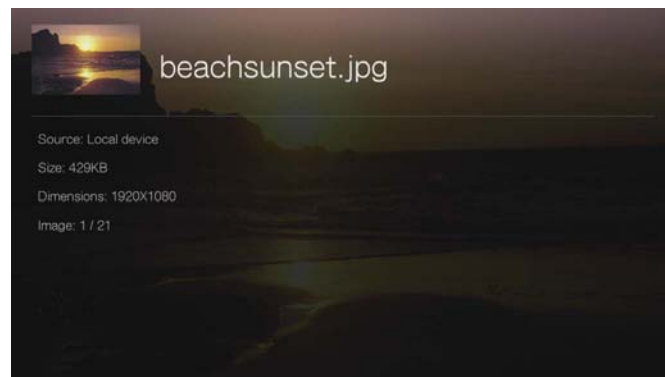 beachsunset.jpg
Source: Local device
Size: 429KB
Dimensions: 1920X1080
Image: 1 / 21